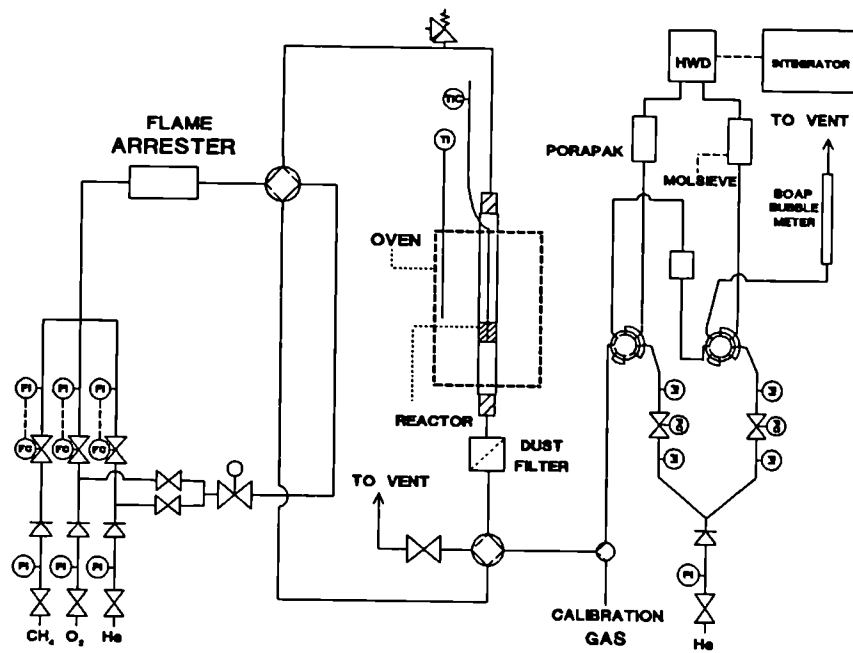 HWD
INTEGRATOR
TIC
TI
FLAME
ARRESTER
TO VENT
PORAPAK
MOLSIEVE
SOAP
BUBBLE
METER
OVEN
PI PI PI
FC FC FC
REACTOR
DUST
FILTER
TO VENT
PI PI PI
PI
CALIBRATION
GAS
CH₄ O₂ He
He